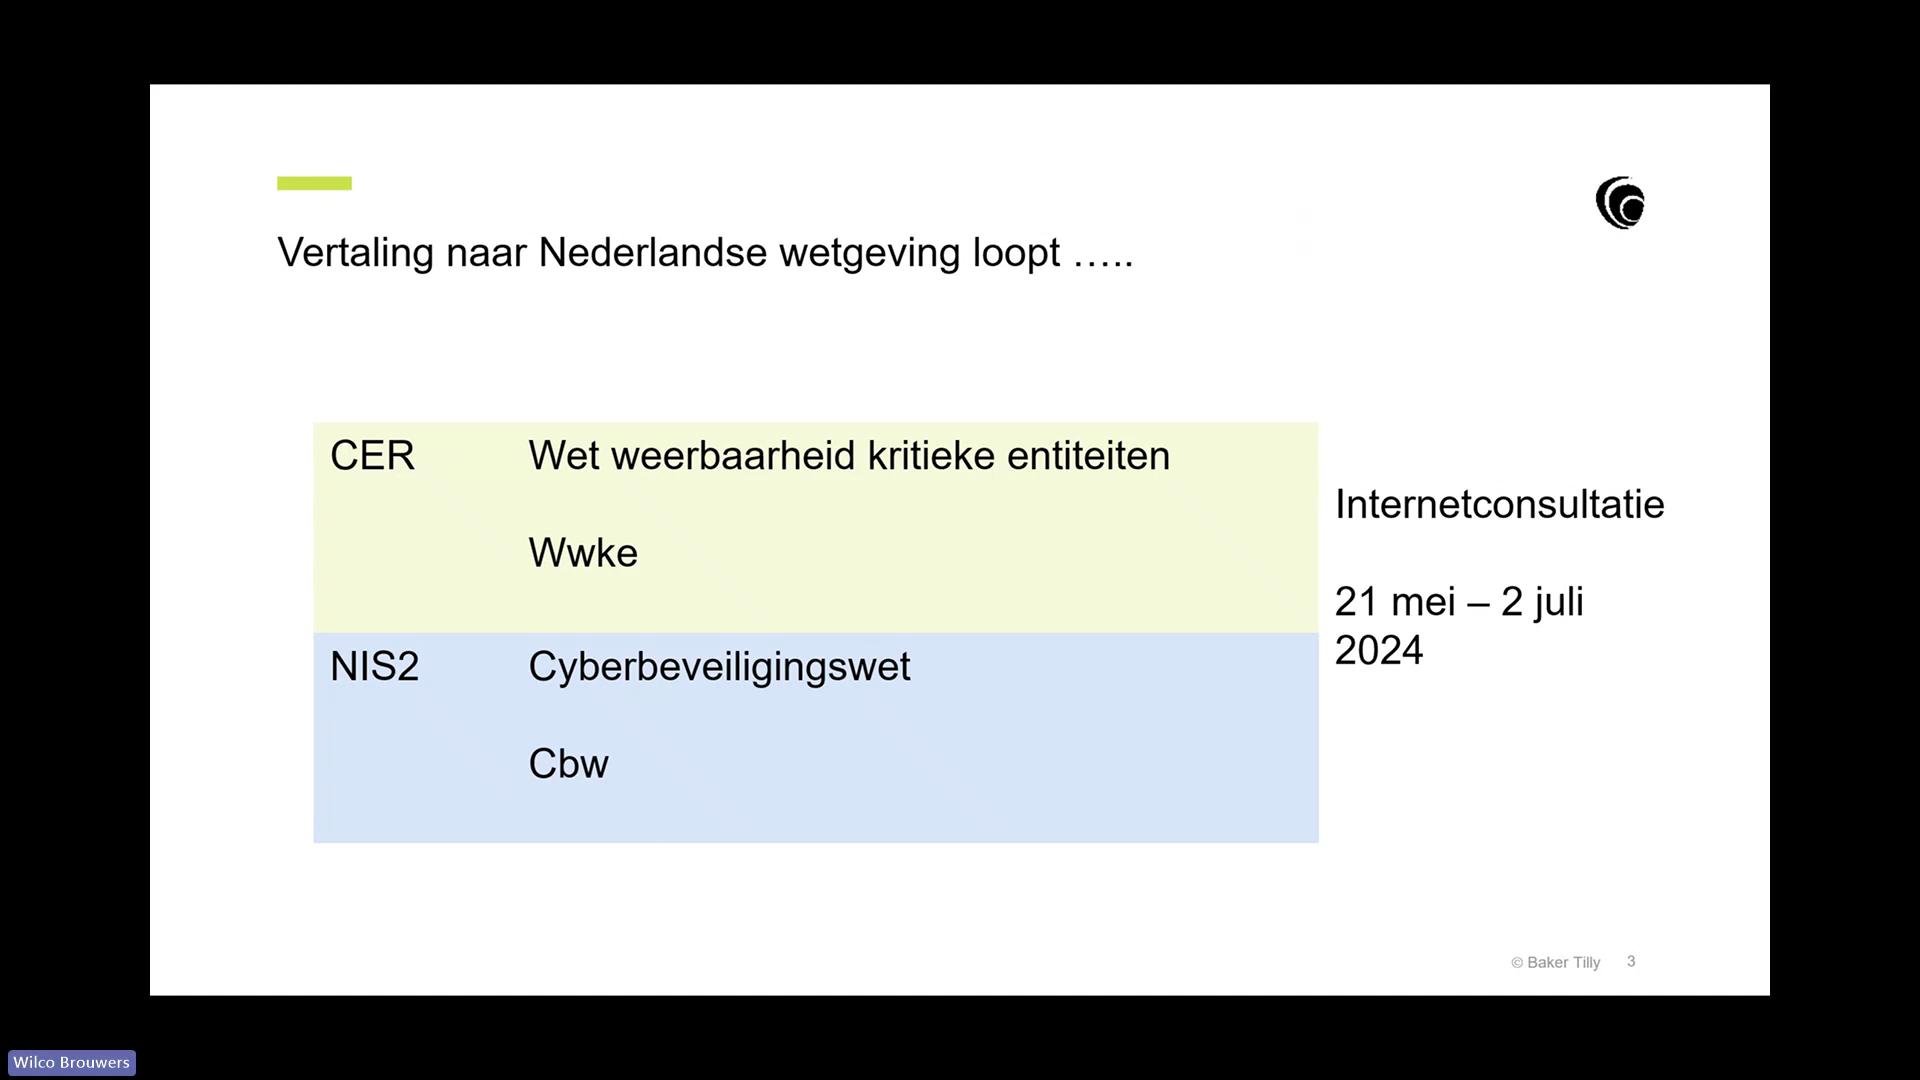 Vertaling naar Nederlandse wetgeving loopt …..
CER
Wet weerbaarheid kritieke entiteiten
Wwke
NIS2
Cyberbeveiligingswet
Cbw
Internetconsultatie
21 mei – 2 juli
2024
© Baker Tilly 3
Wilco Brouwers